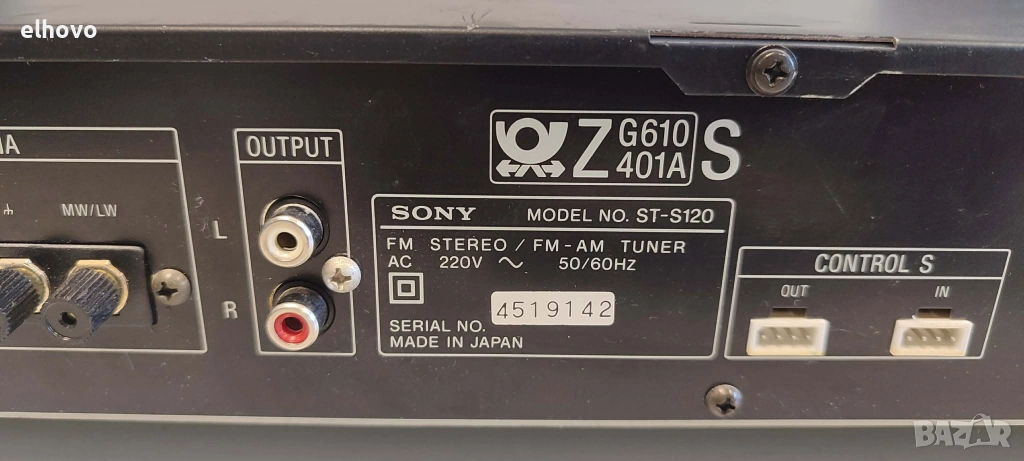 elhovo
NA
MW/LW
OUTPUT
L
R
Z G610 401A S
SONY MODEL NO. ST-S120
FM STEREO / FM-AM TUNER
AC 220V ~ 50/60HZ
SERIAL NO. 4519142
MADE IN JAPAN
CONTROL S
OUT IN
BAZAR